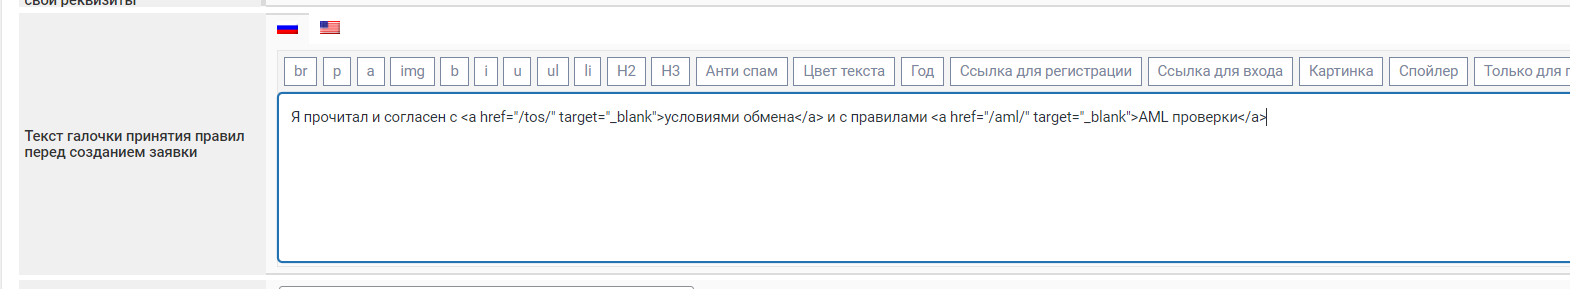 свои реквизиты
br p a img b i u ul li H2 H3 Анти спам Цвет текста Год Ссылка для регистрации Ссылка для входа Картинка Спойлер Только для
Я прочитал и согласен с <a href="/tos/" target="_blank">условиями обмена</a> и с правилами <a href="/aml/" target="_blank">AML проверки</a>
Текст галочки принятия правил
перед созданием заявки